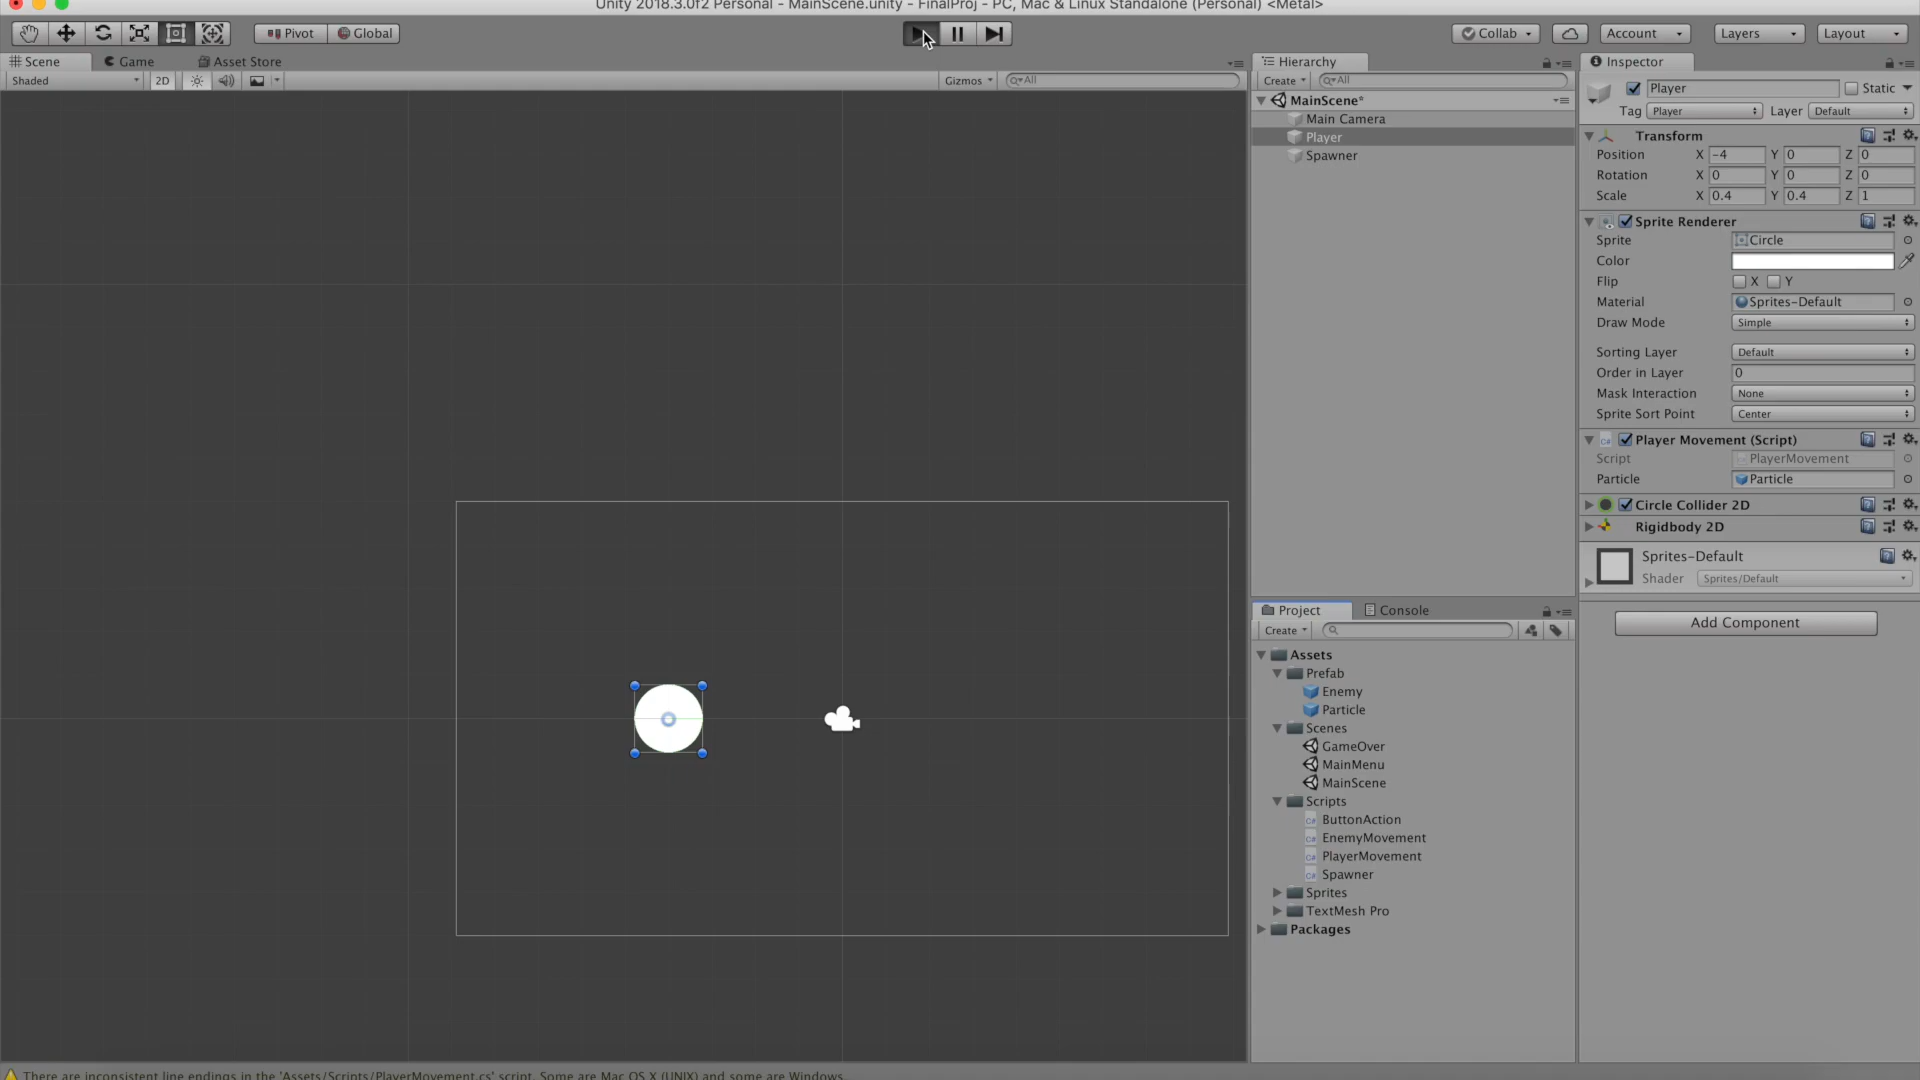 Unity 2018.3.0f2 Personal - MainScene.unity - FinalProj - PC, Mac & Linux Standalone (Personal) <Metal>
Pivot Global Collab Account Layers Layout
Scene Game Asset Store
Shaded 2D Gizmos All
Hierarchy
Create All
MainScene*
Main Camera
Player
Spawner
Project Console
Create
Assets
Prefab
Enemy
Particle
Scenes
GameOver
MainMenu
MainScene
Scripts
ButtonAction
EnemyMovement
PlayerMovement
Spawner
Sprites
TextMesh Pro
Packages
Inspector
Player Static
Tag Player Layer Default
Transform
Position X -4 Y 0 Z 0
Rotation X 0 Y 0 Z 0
Scale X 0.4 Y 0.4 Z 1
Sprite Renderer
Sprite Circle
Color
Flip X Y
Material Sprites-Default
Draw Mode Simple
Sorting Layer Default
Order in Layer 0
Mask Interaction None
Sprite Sort Point Center
Player Movement (Script)
Script PlayerMovement
Particle Particle
Circle Collider 2D
Rigidbody 2D
Sprites-Default
Shader Sprites/Default
Add Component
There are inconsistent line endings in the 'Assets/Scripts/PlayerMovement.cs' script. Some are Mac OS X (UNIX) and some are Windows.